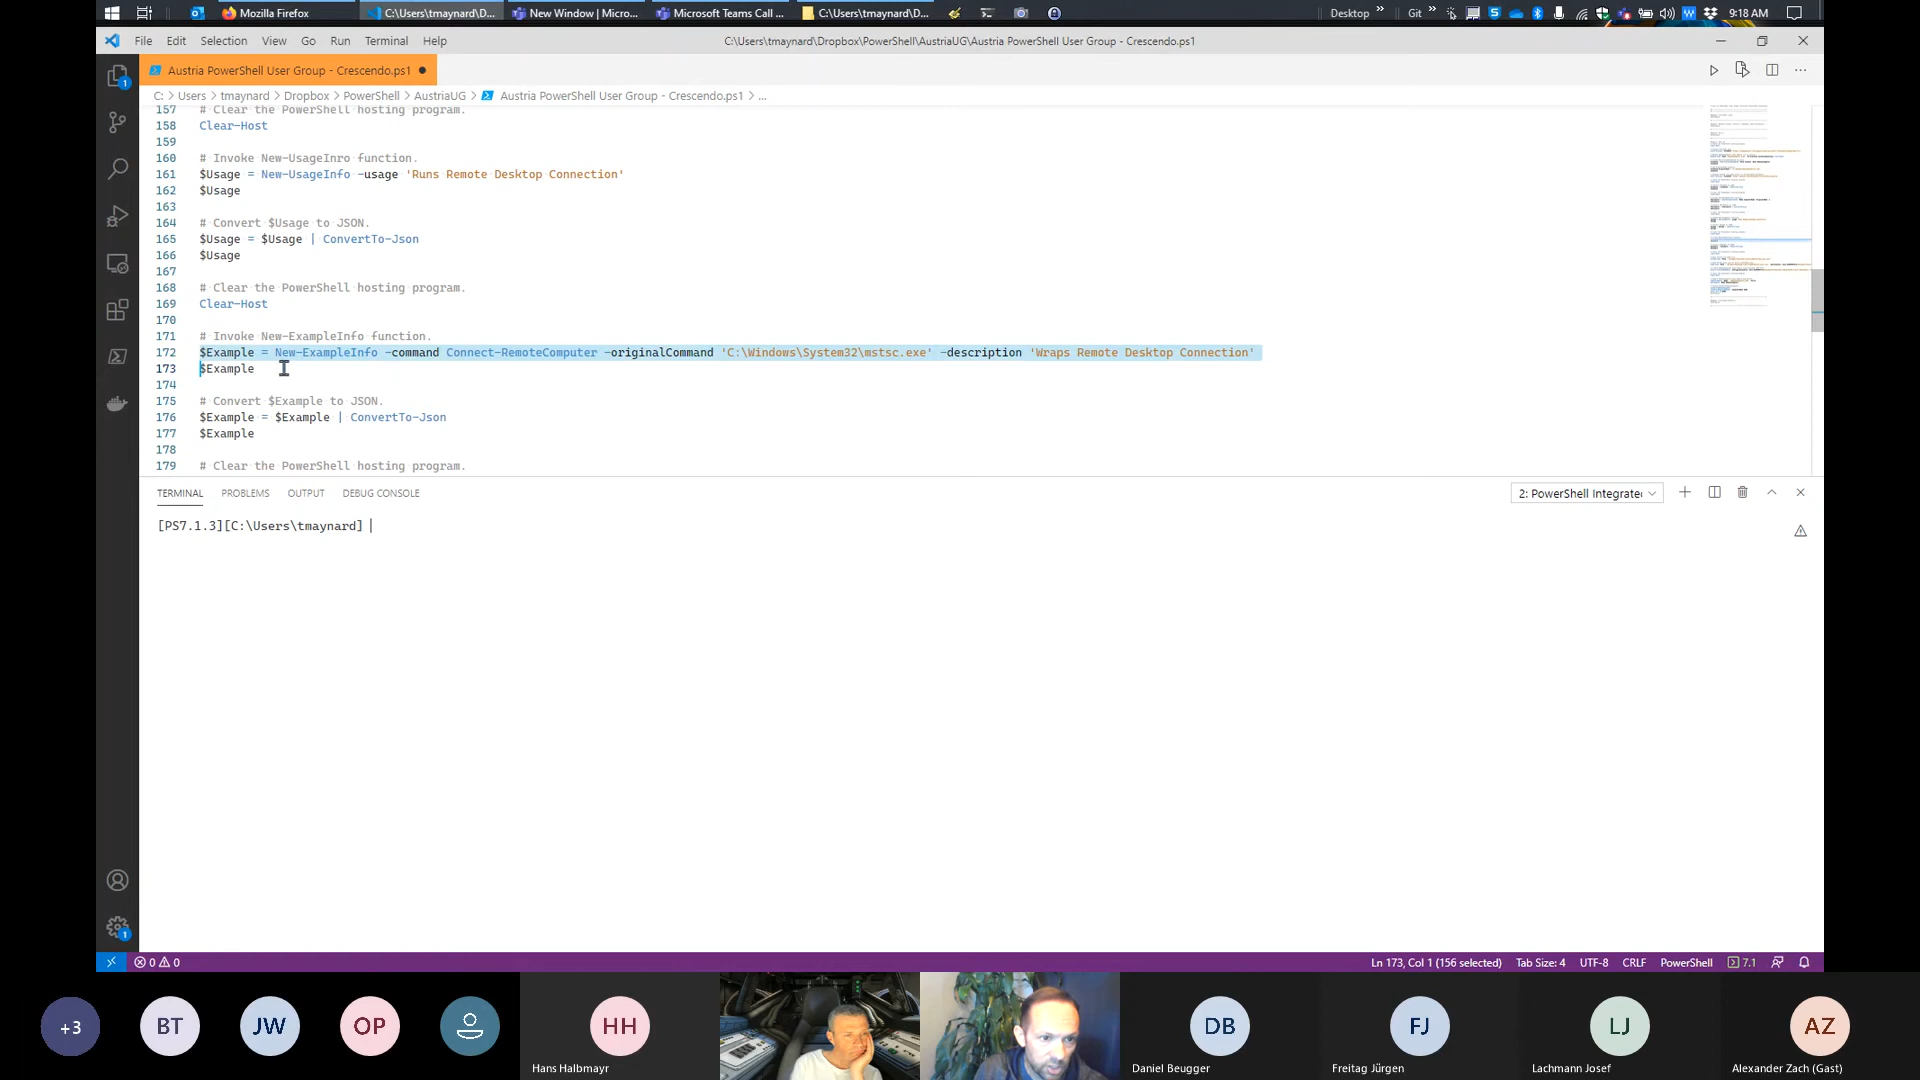 Mozilla Firefox
C:\Users\tmaynard\D...
New Window | Micro...
Microsoft Teams Call ...
C:\Users\tmaynard\D...
Desktop
Git
9:18 AM
File Edit Selection View Go Run Terminal Help
C:\Users\tmaynard\Dropbox\PowerShell\AustriaUG\Austria PowerShell User Group - Crescendo.ps1
Austria PowerShell User Group - Crescendo.ps1
C: > Users > tmaynard > Dropbox > PowerShell > AustriaUG > Austria PowerShell User Group - Crescendo.ps1 > ...
157 # Clear the PowerShell hosting program.
158 Clear-Host
159
160 # Invoke New-UsageInro function.
161 $Usage = New-UsageInfo -usage 'Runs Remote Desktop Connection'
162 $Usage
163
164 # Convert $Usage to JSON.
165 $Usage = $Usage | ConvertTo-Json
166 $Usage
167
168 # Clear the PowerShell hosting program.
169 Clear-Host
170
171 # Invoke New-ExampleInfo function.
172 $Example = New-ExampleInfo -command Connect-RemoteComputer -originalCommand 'C:\Windows\System32\mstsc.exe' -description 'Wraps Remote Desktop Connection'
173 $Example
174
175 # Convert $Example to JSON.
176 $Example = $Example | ConvertTo-Json
177 $Example
178
179 # Clear the PowerShell hosting program.
TERMINAL PROBLEMS OUTPUT DEBUG CONSOLE
2: PowerShell Integrate
[PS7.1.3][C:\Users\tmaynard]
1
1
0 0
Ln 173, Col 1 (156 selected)
Tab Size: 4
UTF-8
CRLF
PowerShell
7.1
+3
BT
JW
OP
HH
Hans Halbmayr
DB
Daniel Beugger
FJ
Freitag Jürgen
LJ
Lachmann Josef
AZ
Alexander Zach (Gast)